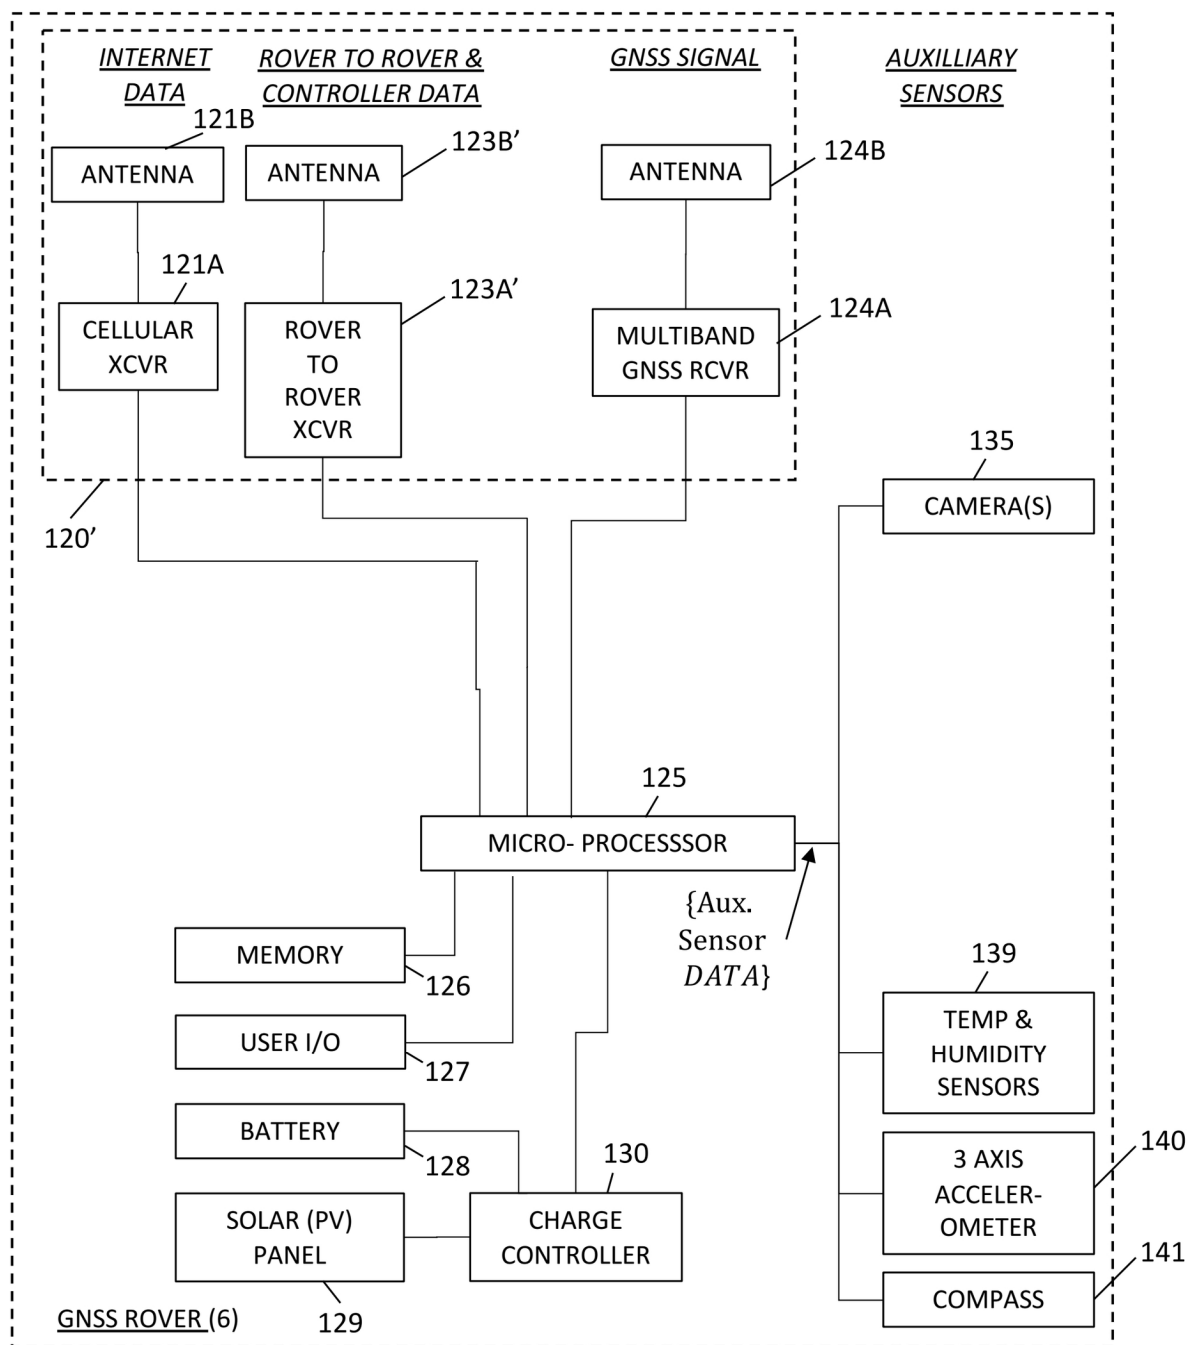 INTERNET
DATA
ROVER TO ROVER &
CONTROLLER DATA
GNSS SIGNAL
AUXILLIARY
SENSORS
121B
123B’
124B
ANTENNA
ANTENNA
ANTENNA
121A
123A’
124A
CELLULAR
XCVR
ROVER
TO
ROVER
XCVR
MULTIBAND
GNSS RCVR
120’
135
CAMERA(S)
125
MICRO- PROCESSSOR
{Aux.
Sensor
DATA}
MEMORY
126
USER I/O
127
BATTERY
128
SOLAR (PV)
PANEL
129
130
CHARGE
CONTROLLER
139
TEMP &
HUMIDITY
SENSORS
140
3 AXIS
ACCELER-
OMETER
141
COMPASS
GNSS ROVER (6)